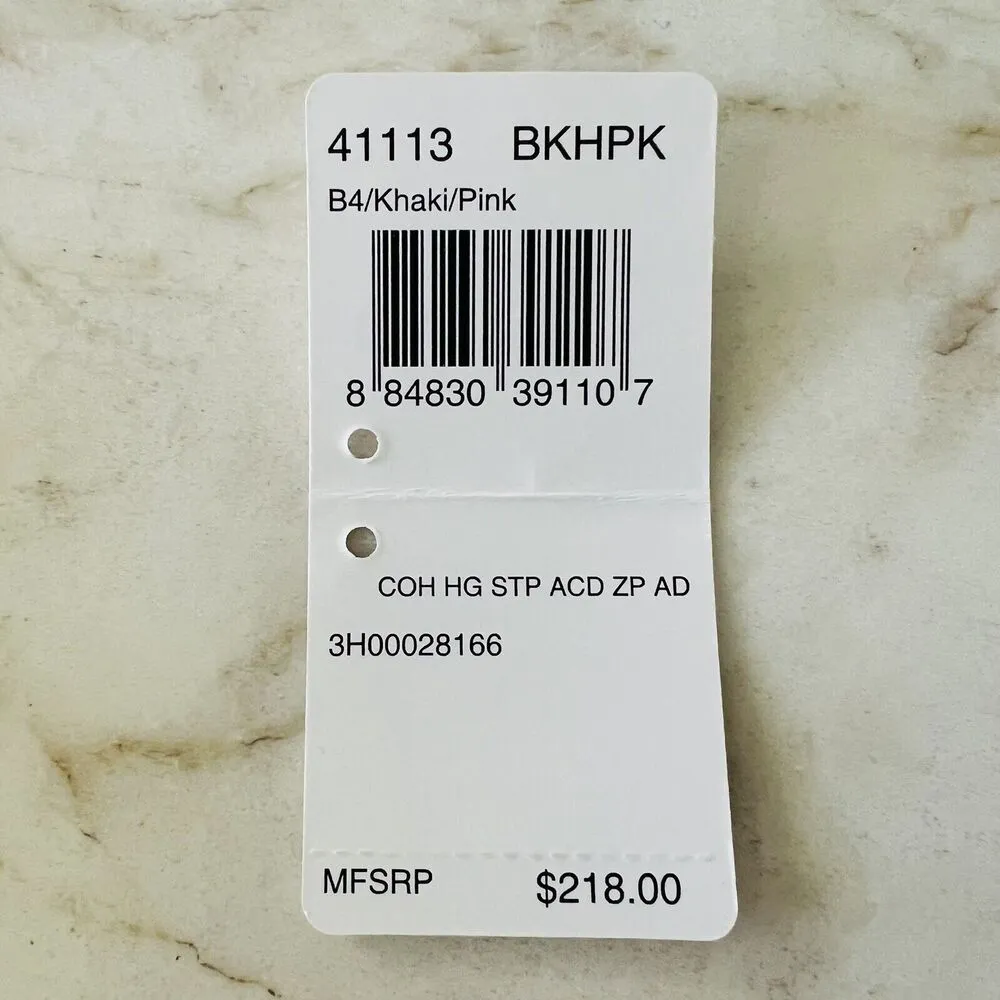 41113 BKHPK
B4/Khaki/Pink
8 84830 39110 7
COH HG STP ACD ZP AD
3H00028166
MFSRP $218.00